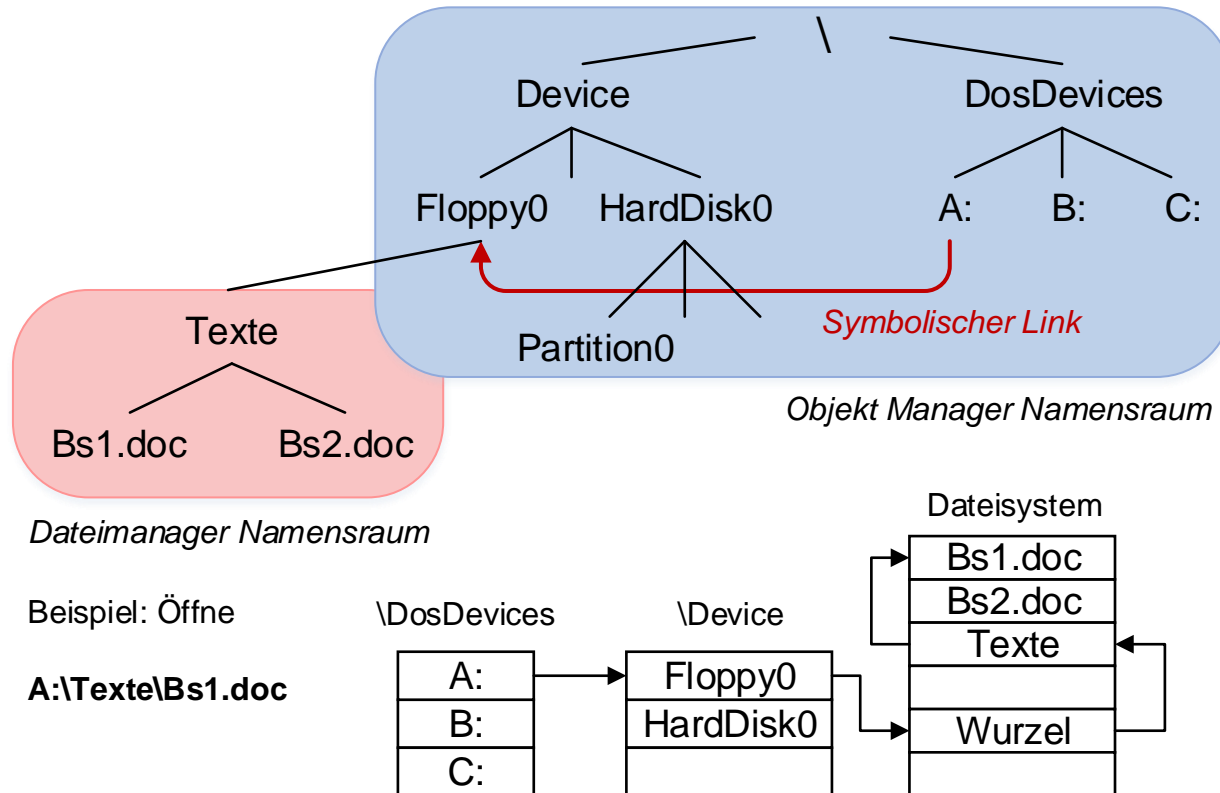 \
Device DosDevices
Floppy0 HardDisk0 A: B: C:
Symbolischer Link
Texte
Partition0
Bs1.doc Bs2.doc
Objekt Manager Namensraum
Dateimanager Namensraum
Dateisystem
Bs1.doc
Bs2.doc
Texte
Wurzel
Beispiel: Öffne
A:\Texte\Bs1.doc
\DosDevices
A:
B:
C:
\Device
Floppy0
HardDisk0